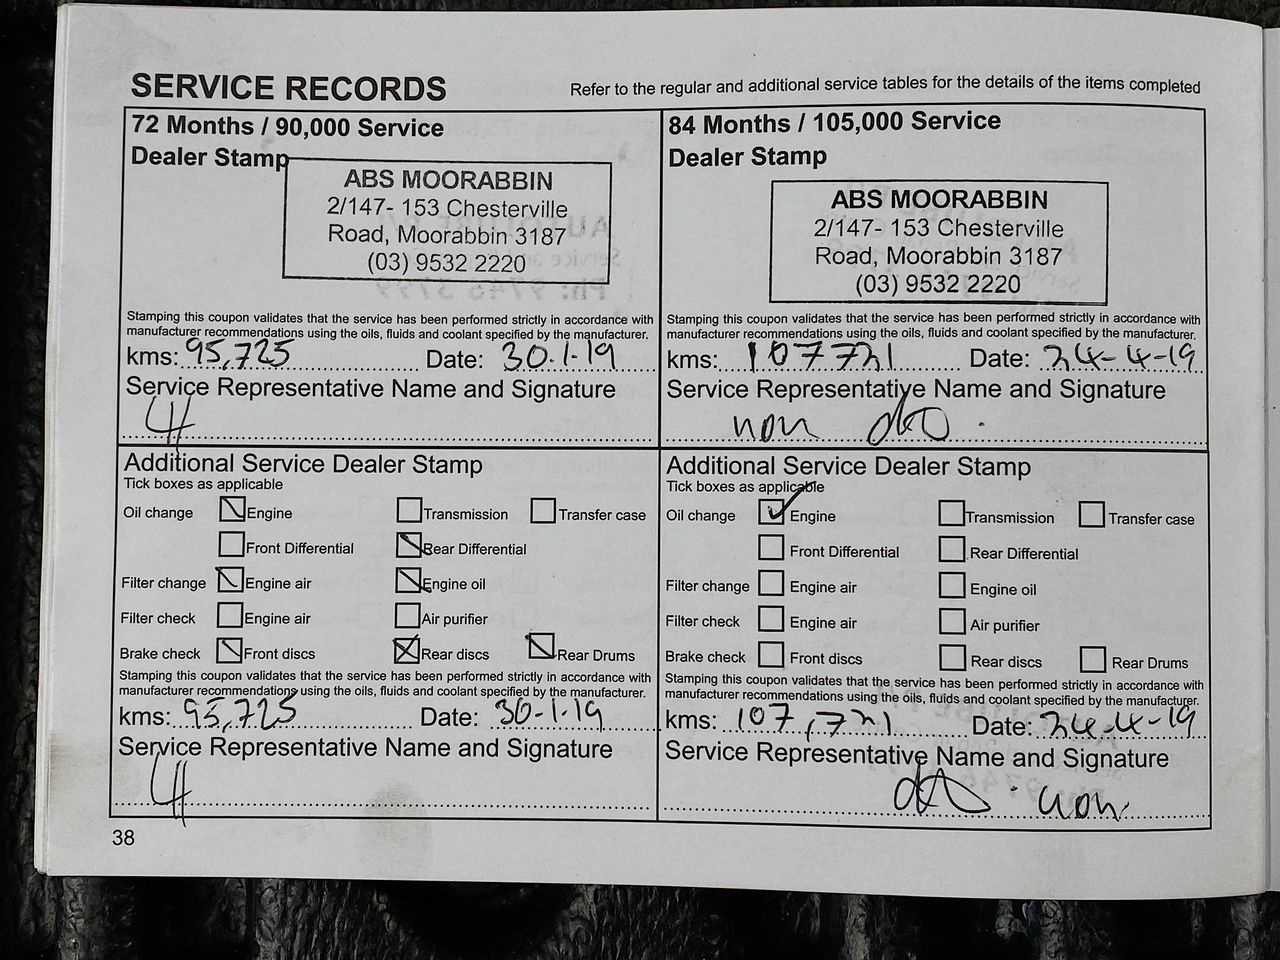 SERVICE RECORDS
Refer to the regular and additional service tables for the details of the items completed
72 Months / 90,000 Service
Dealer Stamp
ABS MOORABBIN
2/147- 153 Chesterville
Road, Moorabbin 3187
(03) 9532 2220
Stamping this coupon validates that the service has been performed strictly in accordance with
manufacturer recommendations using the oils, fluids and coolant specified by the manufacturer.
kms: 95,725 Date: 30.1.19
Service Representative Name and Signature
Additional Service Dealer Stamp
Tick boxes as applicable
Oil change Engine Transmission Transfer case
Front Differential Rear Differential
Filter change Engine air Engine oil
Filter check Engine air Air purifier
Brake check Front discs Rear discs Rear Drums
Stamping this coupon validates that the service has been performed strictly in accordance with
manufacturer recommendations using the oils, fluids and coolant specified by the manufacturer.
kms: 95,725 Date: 30-1-19
Service Representative Name and Signature
84 Months / 105,000 Service
Dealer Stamp
ABS MOORABBIN
2/147- 153 Chesterville
Road, Moorabbin 3187
(03) 9532 2220
Stamping this coupon validates that the service has been performed strictly in accordance with
manufacturer recommendations using the oils, fluids and coolant specified by the manufacturer.
kms: 107721 Date: 24-4-19
Service Representative Name and Signature
Additional Service Dealer Stamp
Tick boxes as applicable
Oil change Engine Transmission Transfer case
Front Differential Rear Differential
Filter change Engine air Engine oil
Filter check Engine air Air purifier
Brake check Front discs Rear discs Rear Drums
Stamping this coupon validates that the service has been performed strictly in accordance with
manufacturer recommendations using the oils, fluids and coolant specified by the manufacturer.
kms: 107,721 Date: 24-4-19
Service Representative Name and Signature
38